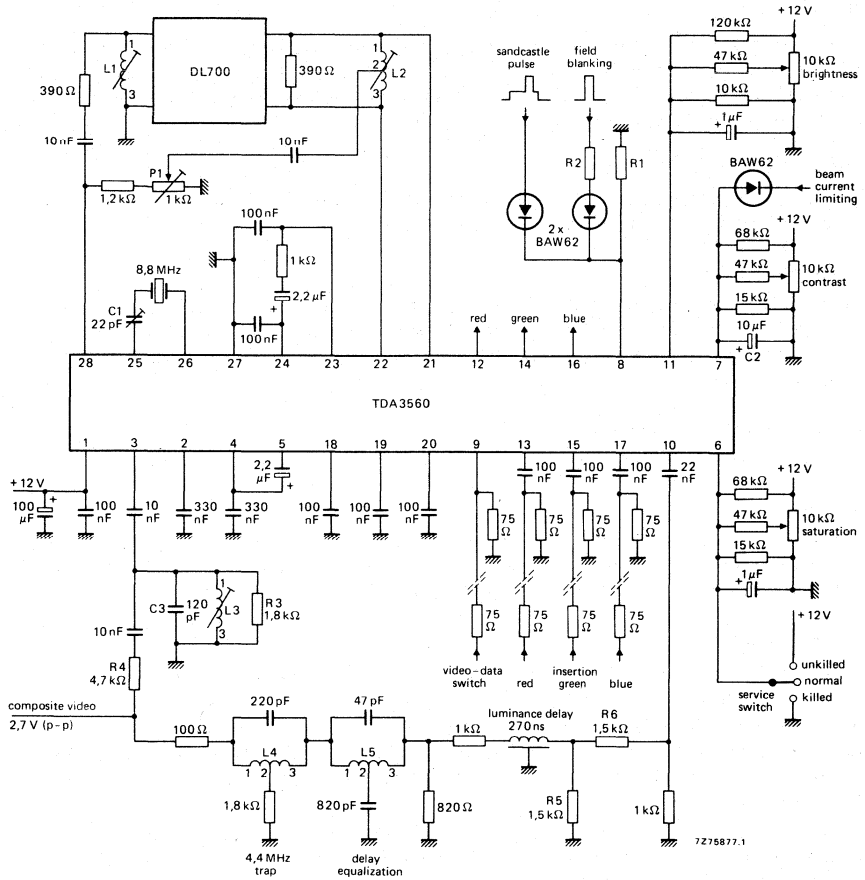 + 12 V
120 kΩ
1
DL700
1
sandcastle
pulse
field
blanking
L1
390 Ω
2
L2
47 kΩ
10 kΩ
brightness
390 Ω
3
3
10 kΩ
+ 1 μF
10 nF
10 nF
P1
R2
R1
BAW62
beam
current
limiting
1,2 kΩ
1 kΩ
100 nF
2 x
BAW62
+ 12 V
68 kΩ
1 kΩ
8,8 MHz
47 kΩ
10 kΩ
contrast
C1
22 pF
2,2 μF
+
15 kΩ
red
green
blue
10 μF
+
C2
100 nF
28 25 26 27 24 23 22 21 12 14 16 8 11 7
TDA3560
1 3 2 4 5 18 19 20 9 13 15 17 10 6
+ 12 V
2,2
μF
+
100
nF
100
nF
100
nF
22
nF
+ 12 V
68 kΩ
+
100
μF
100
nF
10
nF
330
nF
330
nF
100
nF
100
nF
100
nF
75
Ω
75
Ω
75
Ω
75
Ω
47 kΩ
10 kΩ
saturation
15 kΩ
+ 1 μF
1
C3
120
pF
L3
R3
1,8 kΩ
3
75
Ω
75
Ω
75
Ω
75
Ω
+ 12 V
10 nF
R4
4,7 kΩ
video-data
switch
red
insertion
green
blue
unkilled
normal
killed
service
switch
composite video
2,7 V (p-p)
220 pF
47 pF
luminance delay
270 ns
R6
1,5 kΩ
100 Ω
1 kΩ
L4
1 2 3
L5
1 2 3
1,8 kΩ
820 pF
820 Ω
R5
1,5 kΩ
1 kΩ
7Z75877.1
4,4 MHz
trap
delay
equalization